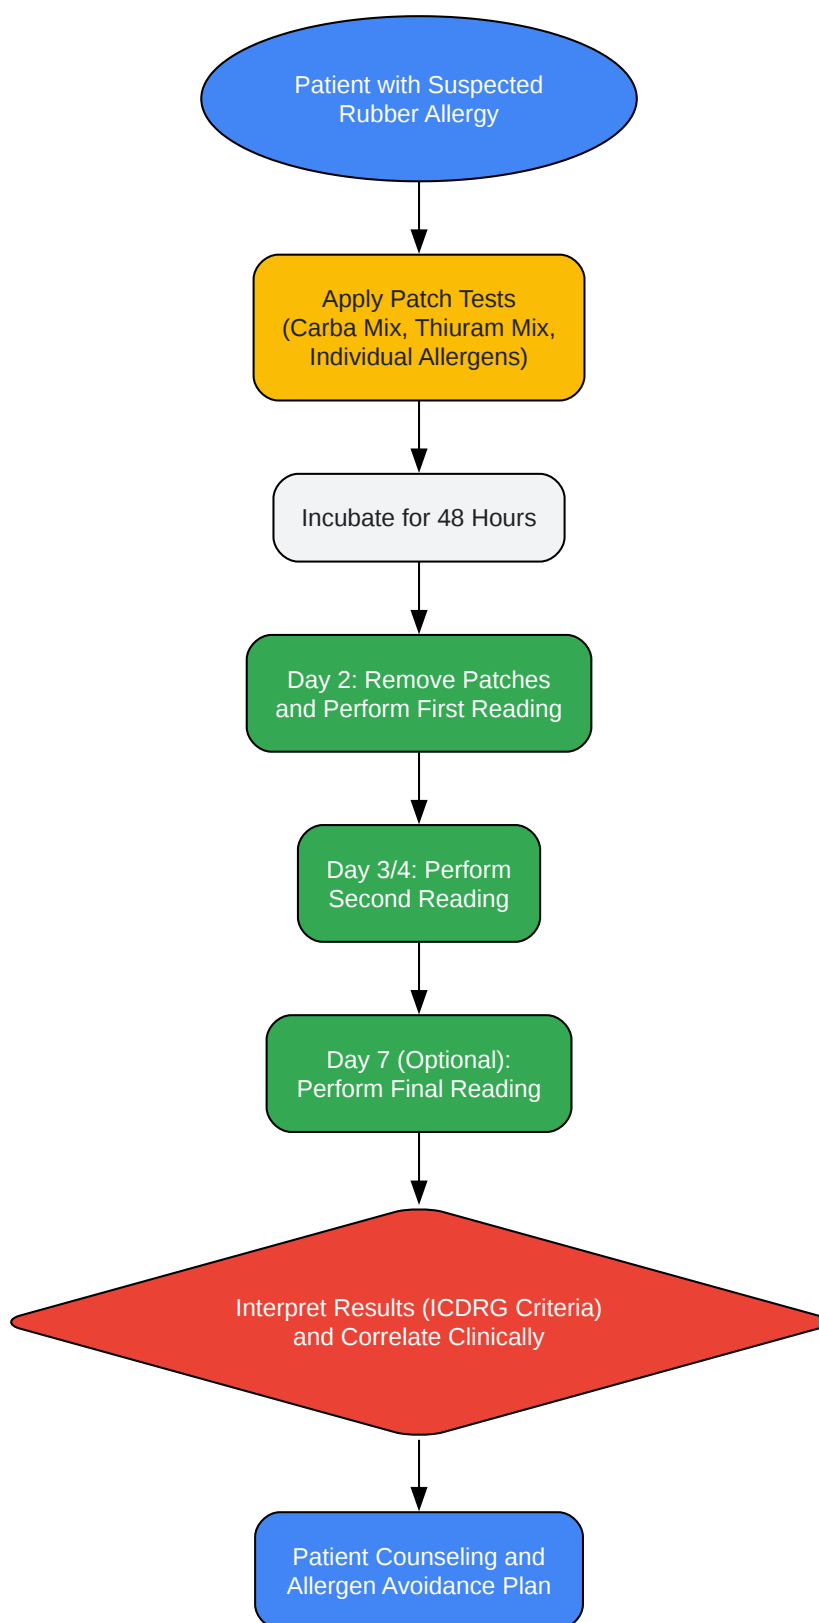 Patient with Suspected
Rubber Allergy
Apply Patch Tests
(Carba Mix, Thiuram Mix,
Individual Allergens)
Incubate for 48 Hours
Day 2: Remove Patches
and Perform First Reading
Day 3/4: Perform
Second Reading
Day 7 (Optional):
Perform Final Reading
Interpret Results (ICDRG Criteria)
and Correlate Clinically
Patient Counseling and
Allergen Avoidance Plan